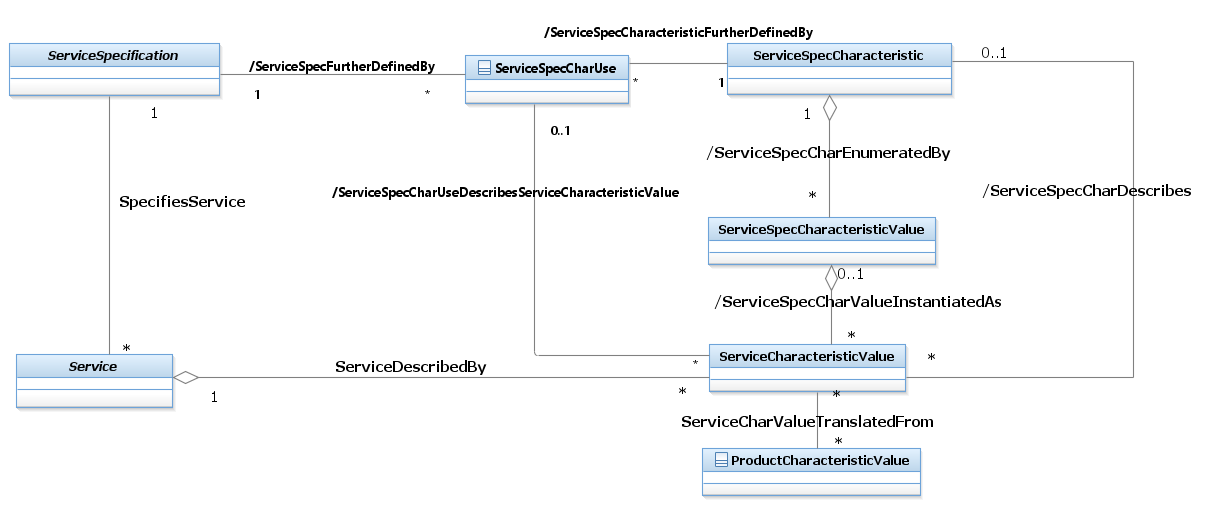 /ServiceSpecCharacteristicFurtherDefinedBy
ServiceSpecification
/ServiceSpecFurtherDefinedBy
ServiceSpecCharUse
ServiceSpecCharacteristic
0..1
1
*
*
1
1
0..1
1
/ServiceSpecCharEnumeratedBy
/ServiceSpecCharUseDescribesServiceCharacteristicValue
/ServiceSpecCharDescribes
SpecifiesService
*
ServiceSpecCharacteristicValue
0..1
/ServiceSpecCharValueInstantiatedAs
*
*
Service
ServiceDescribedBy
ServiceCharacteristicValue
*
*
1
*
*
ServiceCharValueTranslatedFrom
*
ProductCharacteristicValue